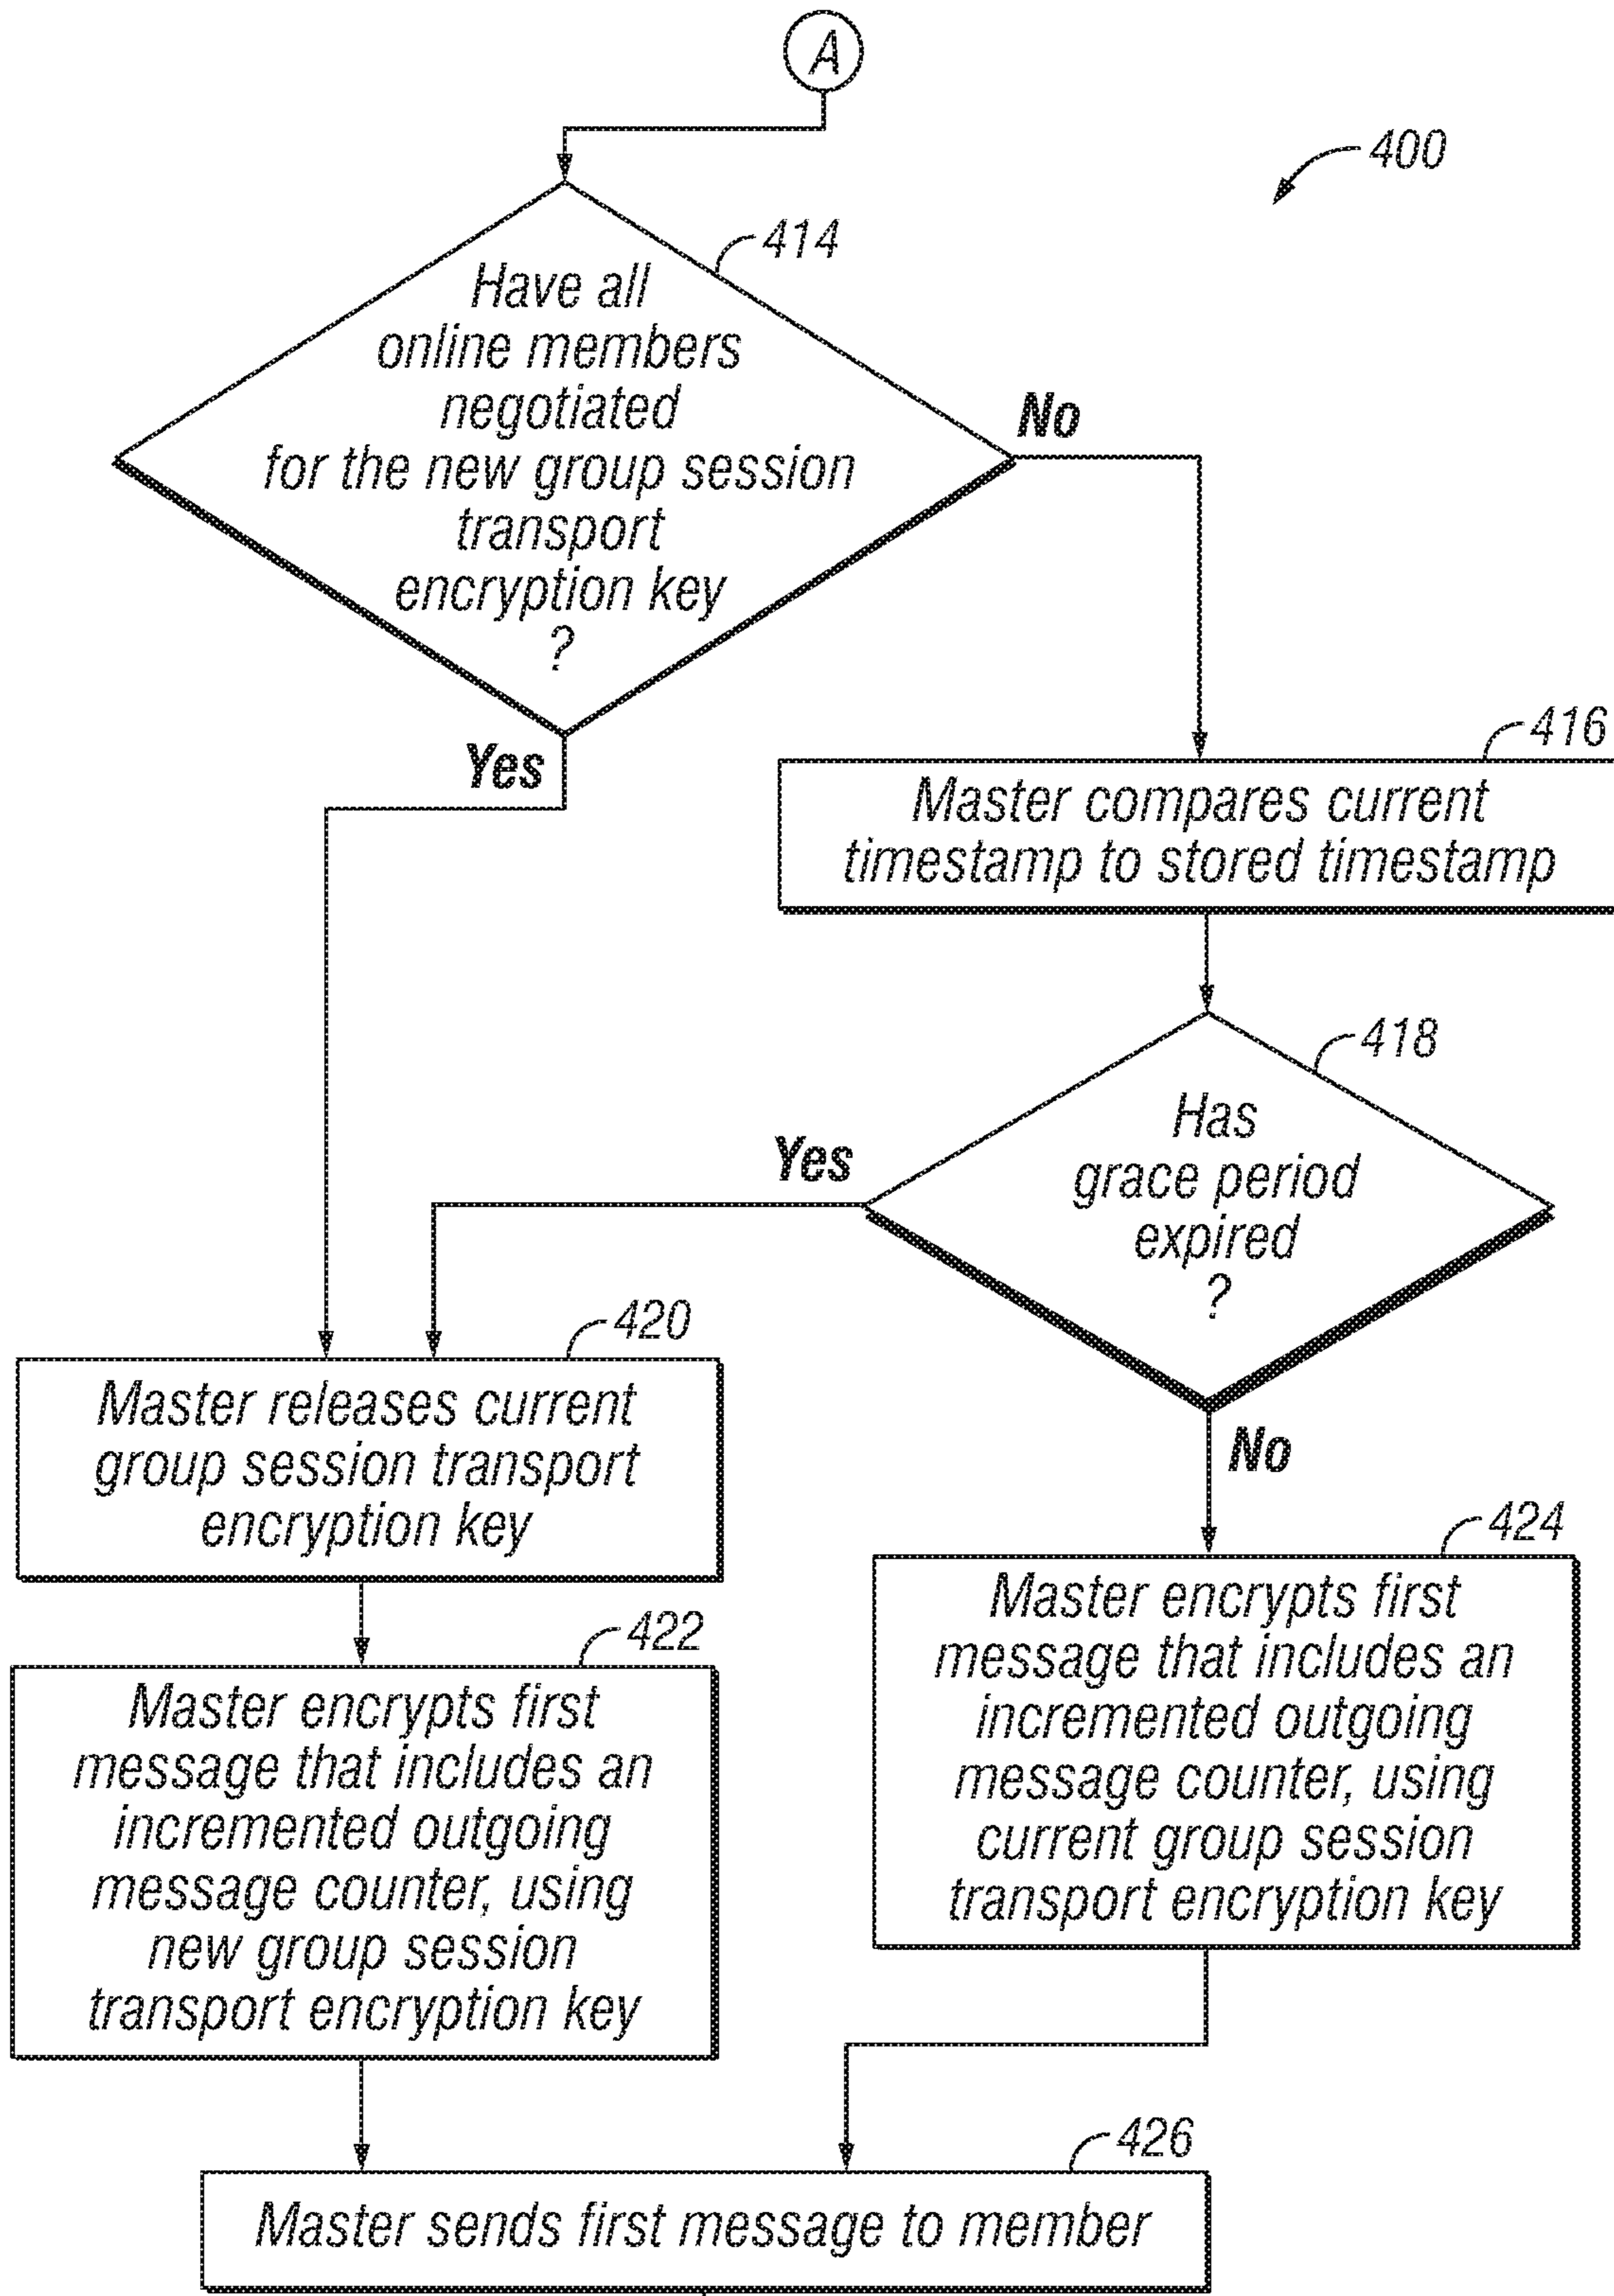 A
400
414
Have all
online members
negotiated
for the new group session
transport
encryption key
?
No
Yes
416
Master compares current
timestamp to stored timestamp
418
Has
grace period
expired
?
Yes
No
420
Master releases current
group session transport
encryption key
424
Master encrypts first
message that includes an
incremented outgoing
message counter, using
current group session
transport encryption key
422
Master encrypts first
message that includes an
incremented outgoing
message counter, using
new group session
transport encryption key
426
Master sends first message to member